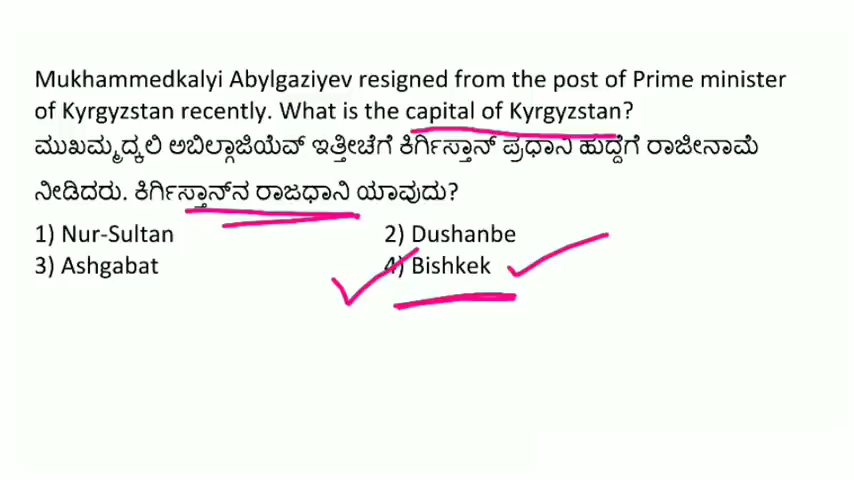 Mukhammedkalyi Abylgaziyev resigned from the post of Prime minister
of Kyrgyzstan recently. What is the capital of Kyrgyzstan?
ಮುಖಮ್ಮದ್ಕಲಿ ಅಬಿಲ್ಗಾಜಿಯೆವ್ ಇತ್ತೀಚೆಗೆ ಕಿರ್ಗಿಸ್ತಾನ್ ಪ್ರಧಾನಿ ಹುದ್ದೆಗೆ ರಾಜೀನಾಮೆ
ನೀಡಿದರು. ಕಿರ್ಗಿಸ್ತಾನ್‌ನ ರಾಜಧಾನಿ ಯಾವುದು?
1) Nur-Sultan 2) Dushanbe
3) Ashgabat 4) Bishkek